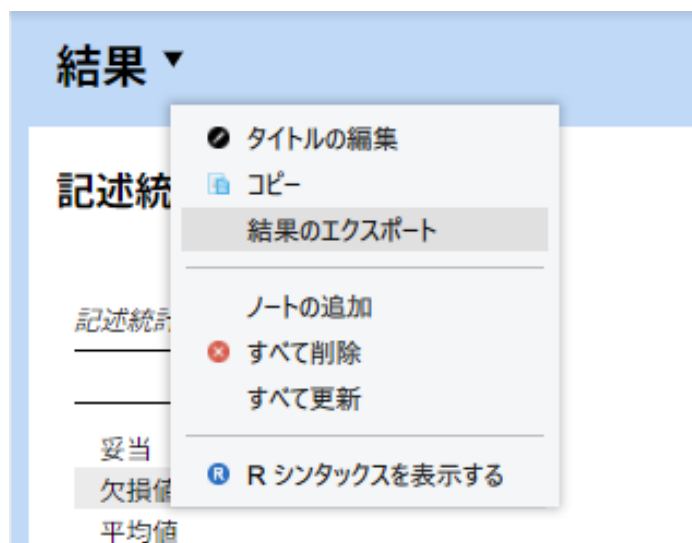 結果 ▼
タイトルの編集
コピー
結果のエクスポート
ノートの追加
すべて削除
すべて更新
R シンタックスを表示する
記述統
記述統計
妥当
欠損値
平均値